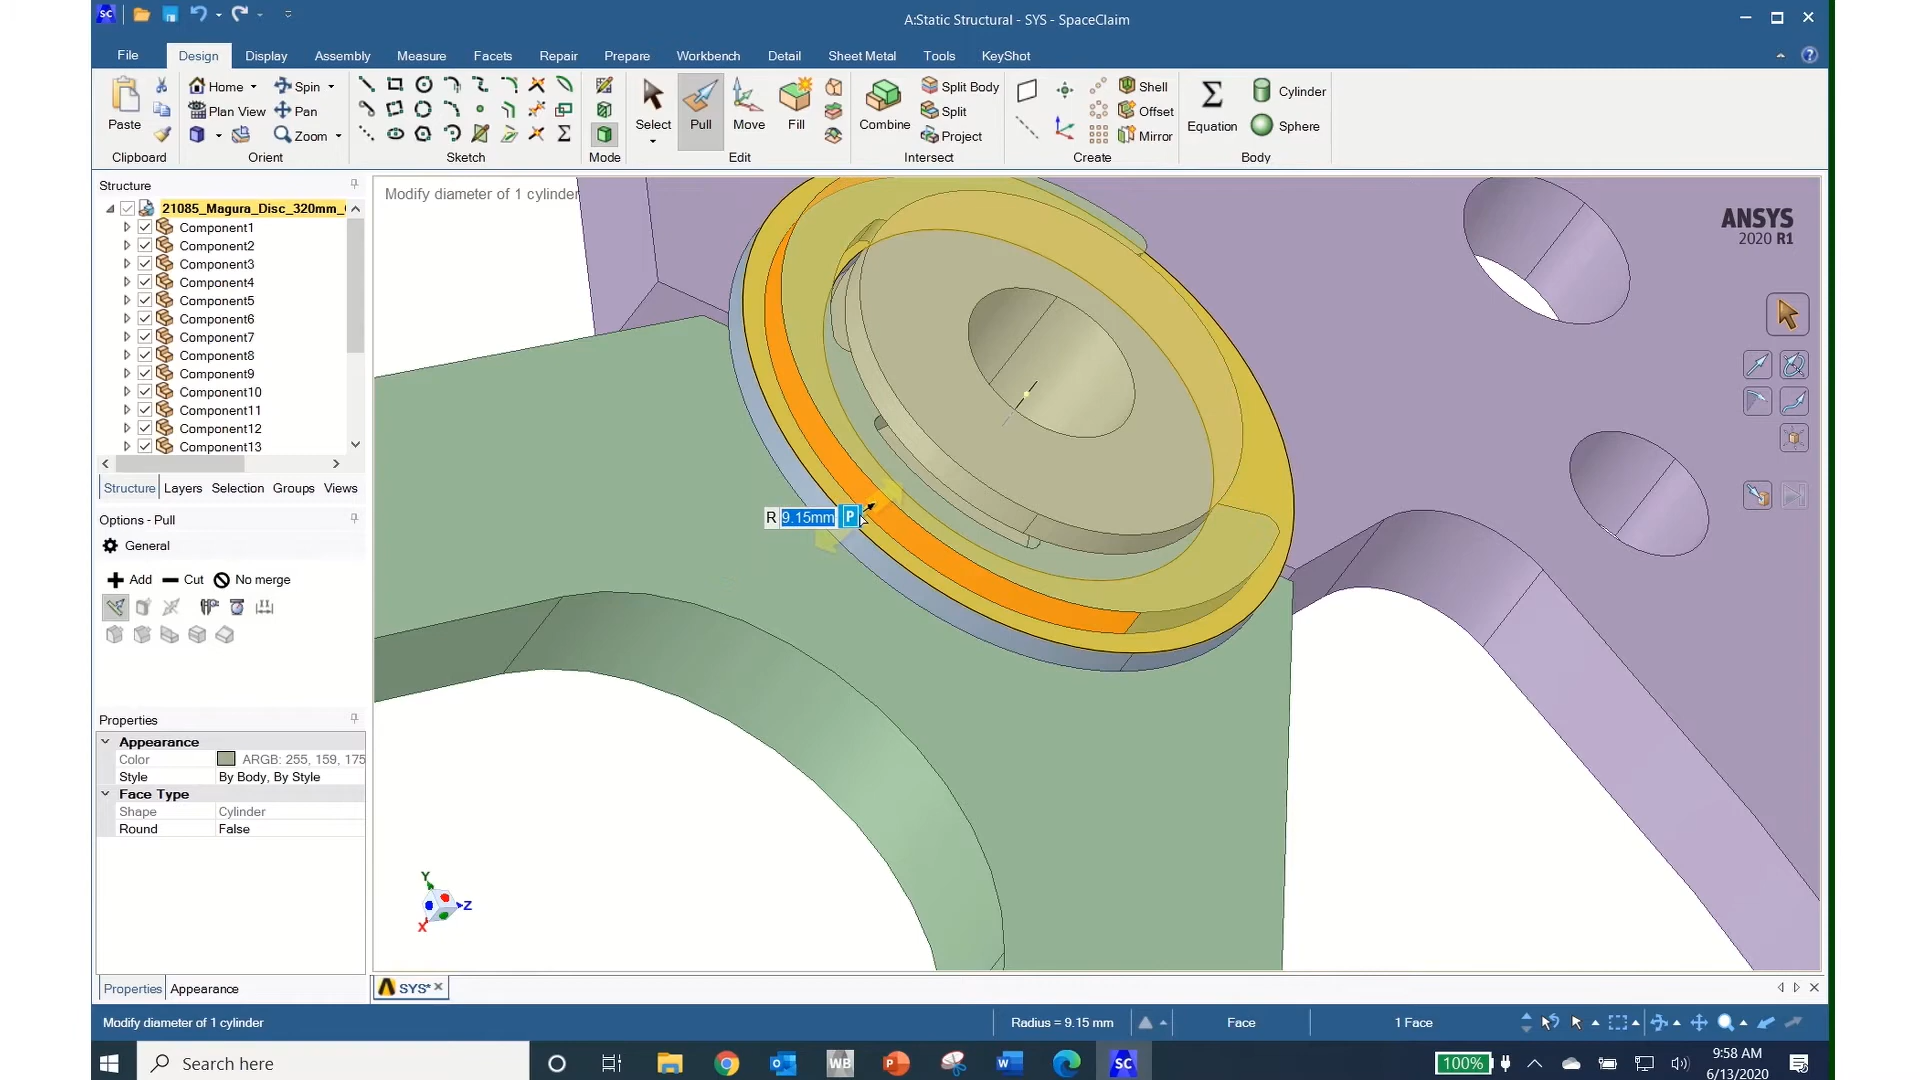 A:Static Structural - SYS - SpaceClaim
File Design Display Assembly Measure Facets Repair Prepare Workbench Detail Sheet Metal Tools KeyShot
Paste
Clipboard
Home Spin
Plan View Pan
Zoom
Orient
Sketch
Mode
Select Pull Move Fill
Edit
Combine
Split Body
Split
Project
Intersect
Shell
Offset
Mirror
Create
Equation
Cylinder
Sphere
Body
Structure
21085_Magura_Disc_320mm_
Component1
Component2
Component3
Component4
Component5
Component6
Component7
Component8
Component9
Component10
Component11
Component12
Component13
Structure Layers Selection Groups Views
Options - Pull
General
Add Cut No merge
Properties
Appearance
Color ARGB: 255, 159, 175
Style By Body, By Style
Face Type
Shape Cylinder
Round False
Properties Appearance
Modify diameter of 1 cylinder
ANSYS
2020 R1
R 9.15mm P
Y
Z
X
SYS*
Modify diameter of 1 cylinder
Radius = 9.15 mm
Face
1 Face
Search here
WB
SC
100%
9:58 AM
6/13/2020